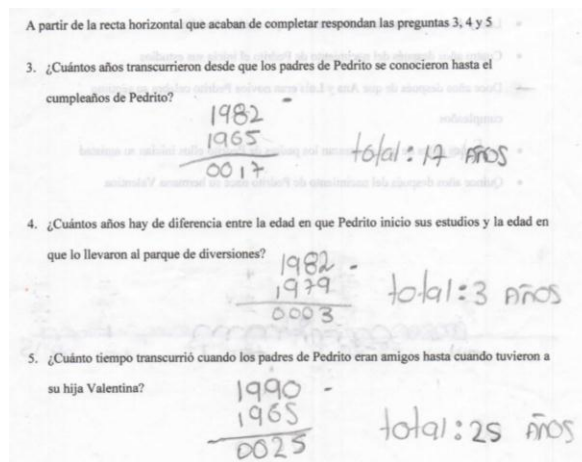 A partir de la recta horizontal que acaban de completar respondan las preguntas 3, 4 y 5
3. ¿Cuántos años transcurrieron desde que los padres de Pedrito se conocieron hasta el
cumpleaños de Pedrito?
1982 -
1965
0017
total: 17 AÑOS
4. ¿Cuántos años hay de diferencia entre la edad en que Pedrito inicio sus estudios y la edad en
que lo llevaron al parque de diversiones?
1982 -
1979
0003
total: 3 AÑOS
5. ¿Cuánto tiempo transcurrió cuando los padres de Pedrito eran amigos hasta cuando tuvieron a
su hija Valentina?
1990 -
1965
0025
total: 25 AÑOS